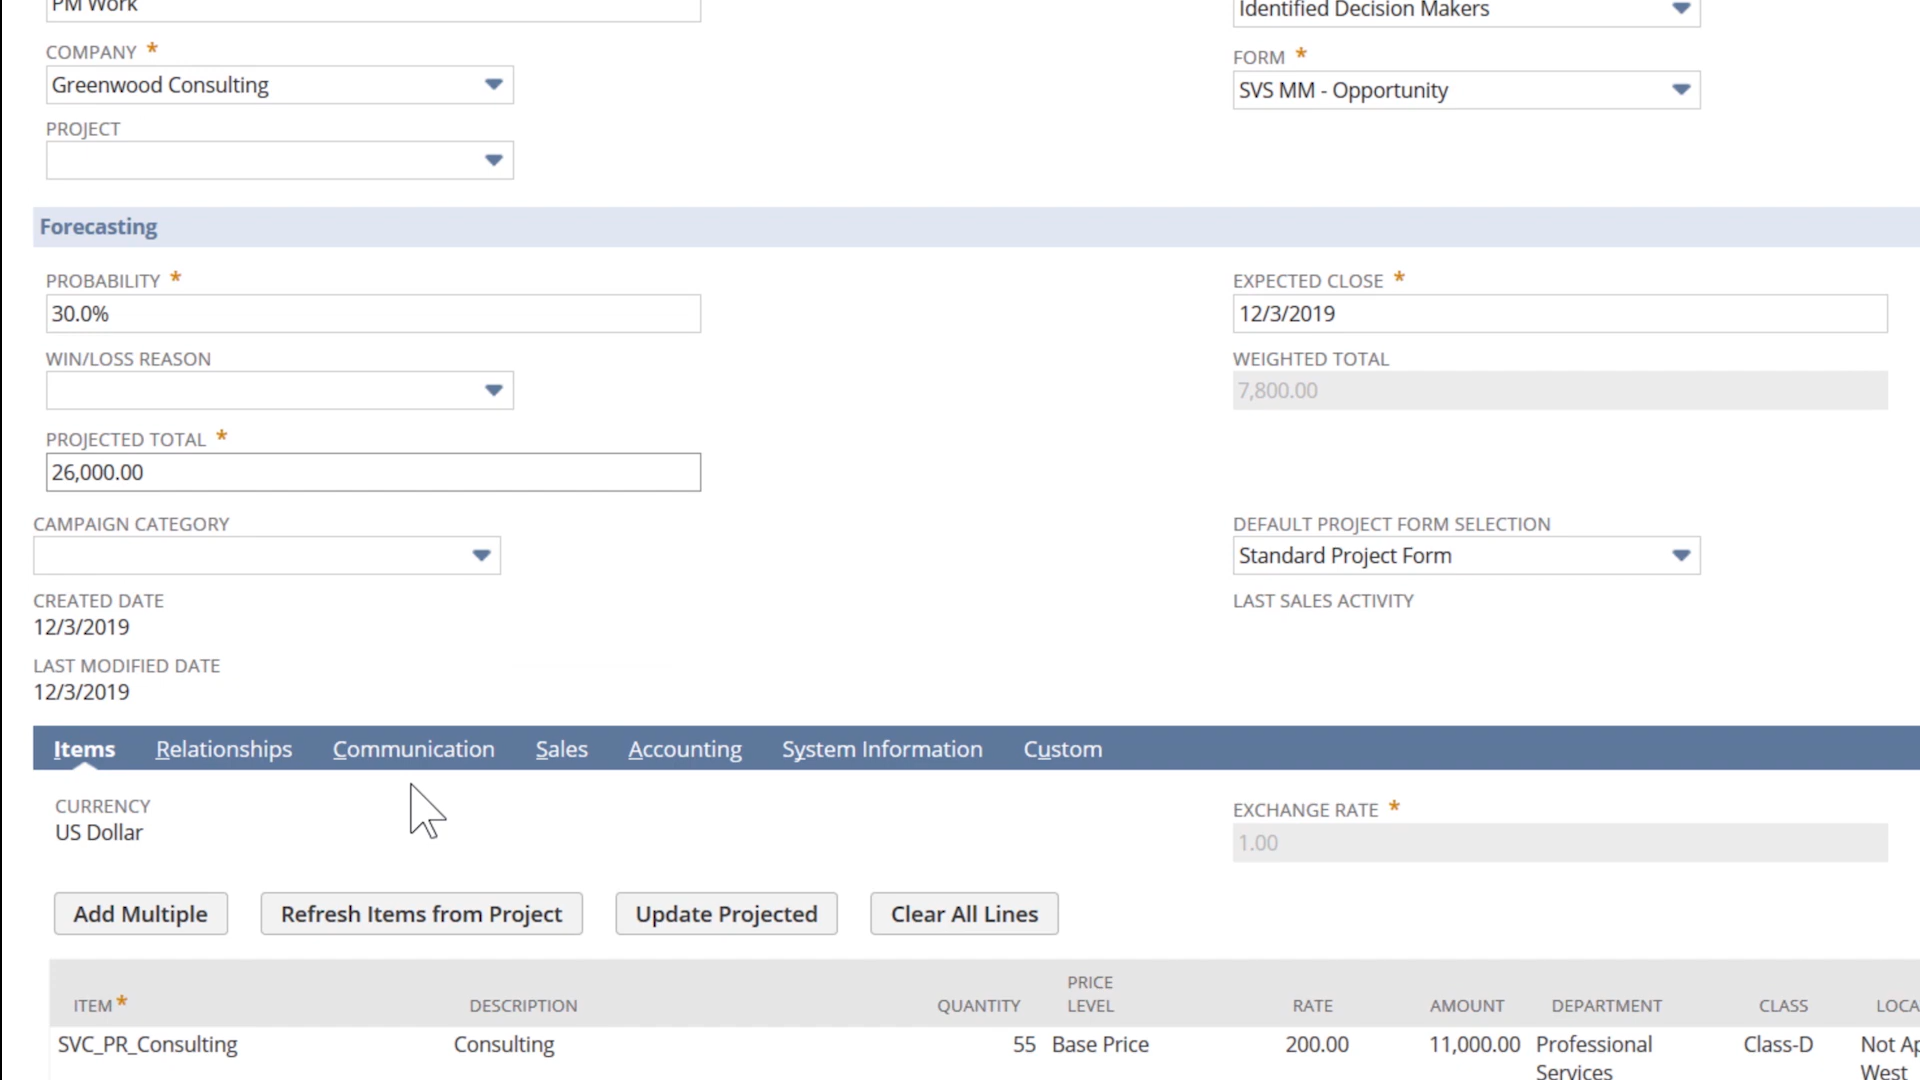 PM Work
Identified Decision Makers
COMPANY *
FORM *
Greenwood Consulting
SVS MM - Opportunity
PROJECT
Forecasting
PROBABILITY *
EXPECTED CLOSE *
30.0%
12/3/2019
WIN/LOSS REASON
WEIGHTED TOTAL
7,800.00
PROJECTED TOTAL *
26,000.00
CAMPAIGN CATEGORY
DEFAULT PROJECT FORM SELECTION
Standard Project Form
CREATED DATE
LAST SALES ACTIVITY
12/3/2019
LAST MODIFIED DATE
12/3/2019
Items Relationships Communication Sales Accounting System Information Custom
CURRENCY
EXCHANGE RATE *
US Dollar
1.00
Add Multiple Refresh Items from Project Update Projected Clear All Lines
ITEM * DESCRIPTION QUANTITY PRICE LEVEL RATE AMOUNT DEPARTMENT CLASS LOCA
SVC_PR_Consulting Consulting 55 Base Price 200.00 11,000.00 Professional Class-D Not Ap
Services West